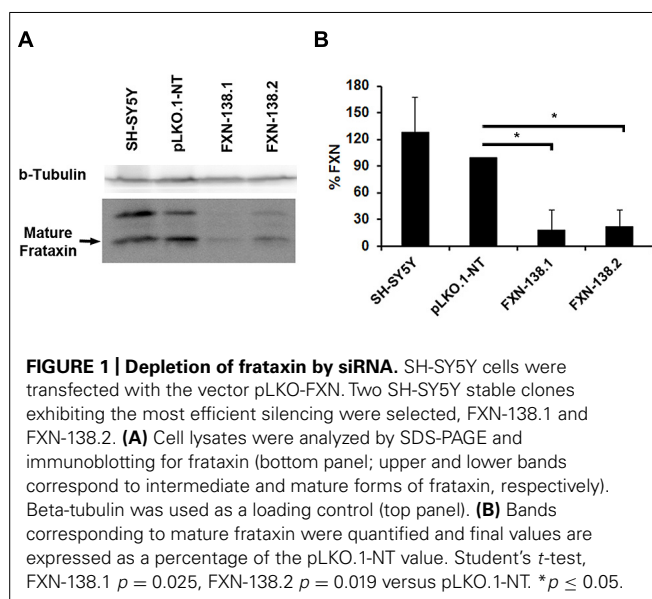 A
B
SH-SY5Y
pLKO.1-NT
FXN-138.1
FXN-138.2
b-Tubulin
Mature
Frataxin
% FXN
180
150
120
90
60
30
0
*
*
SH-SY5Y
pLKO.1-NT
FXN-138.1
FXN-138.2
FIGURE 1 | Depletion of frataxin by siRNA. SH-SY5Y cells were
transfected with the vector pLKO-FXN. Two SH-SY5Y stable clones
exhibiting the most efficient silencing were selected, FXN-138.1 and
FXN-138.2. (A) Cell lysates were analyzed by SDS-PAGE and
immunoblotting for frataxin (bottom panel; upper and lower bands
correspond to intermediate and mature forms of frataxin, respectively).
Beta-tubulin was used as a loading control (top panel). (B) Bands
corresponding to mature frataxin were quantified and final values are
expressed as a percentage of the pLKO.1-NT value. Student's t-test,
FXN-138.1 p = 0.025, FXN-138.2 p = 0.019 versus pLKO.1-NT. *p ≤ 0.05.